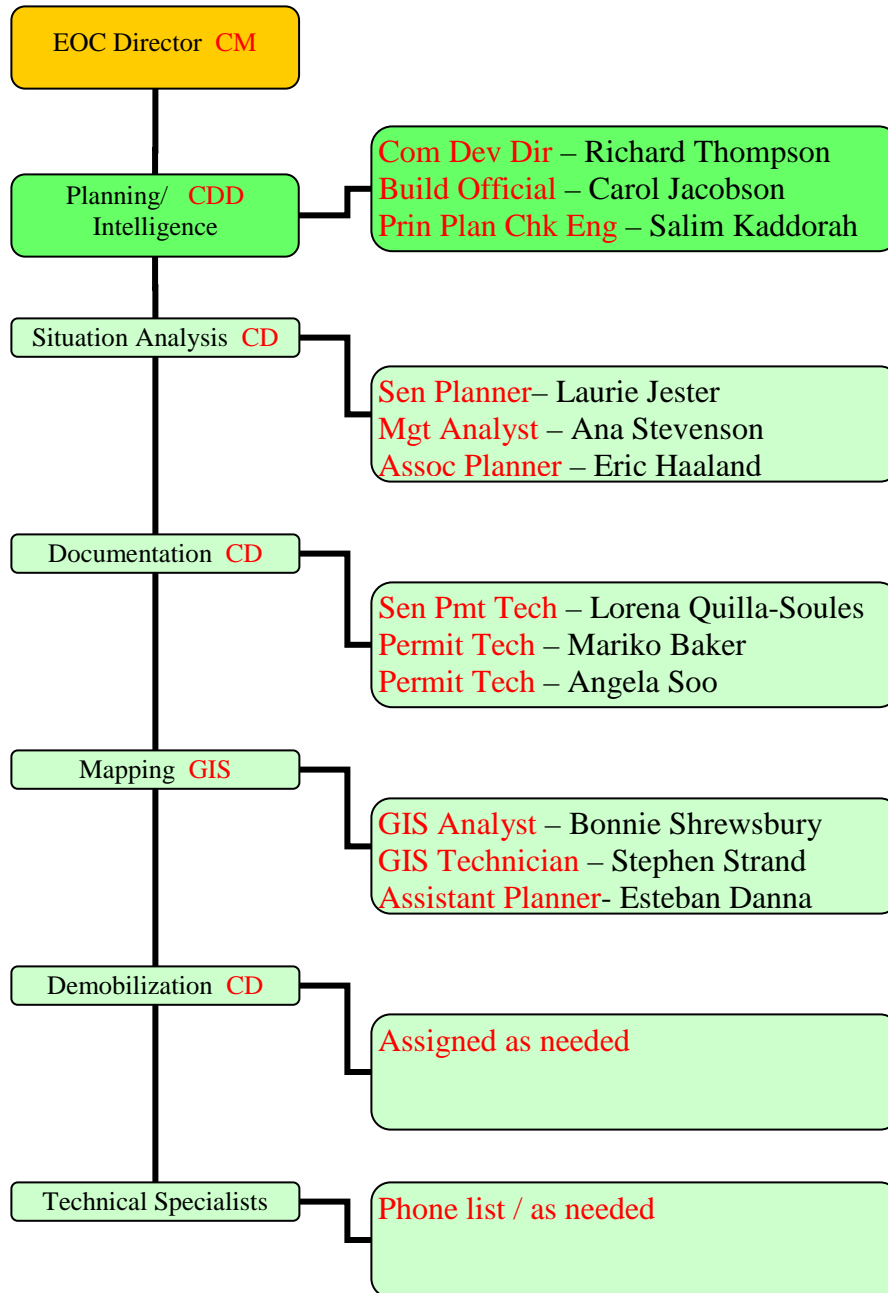 EOC Director CM
Planning/ CDD
Intelligence
Com Dev Dir – Richard Thompson
Build Official – Carol Jacobson
Prin Plan Chk Eng – Salim Kaddorah
Situation Analysis CD
Sen Planner– Laurie Jester
Mgt Analyst – Ana Stevenson
Assoc Planner – Eric Haaland
Documentation CD
Sen Pmt Tech – Lorena Quilla-Soules
Permit Tech – Mariko Baker
Permit Tech – Angela Soo
Mapping GIS
GIS Analyst – Bonnie Shrewsbury
GIS Technician – Stephen Strand
Assistant Planner- Esteban Danna
Demobilization CD
Assigned as needed
Technical Specialists
Phone list / as needed